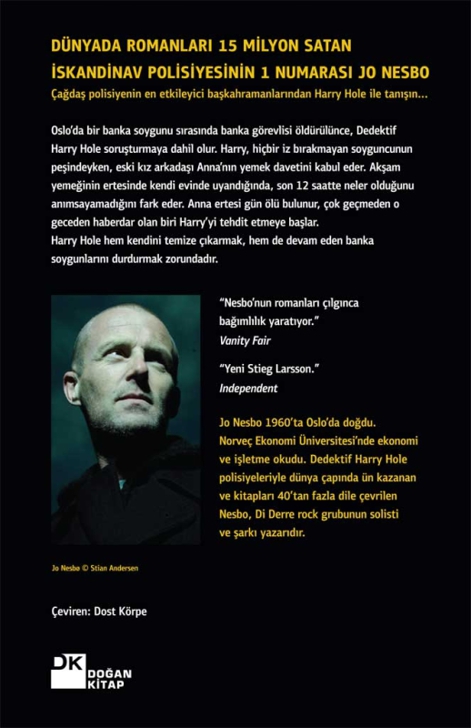 DÜNYADA ROMANLARI 15 MİLYON SATAN
İSKANDİNAV POLİSİYESİNİN 1 NUMARASI JO NESBO
Çağdaş polisiyenin en etkileyici başkahramanlarından Harry Hole ile tanışın...
Oslo’da bir banka soygunu sırasında banka görevlisi öldürülünce, Dedektif
Harry Hole soruşturmaya dahil olur. Harry, hiçbir iz bırakmayan soyguncunun
peşindeyken, eski kız arkadaşı Anna’nın yemek davetini kabul eder. Akşam
yemeğinin ertesinde kendi evinde uyandığında, son 12 saatte neler olduğunu
anımsayamadığını fark eder. Anna ertesi gün ölü bulunur, çok geçmeden o
geceden haberdar olan biri Harry’yi tehdit etmeye başlar.
Harry Hole hem kendini temize çıkarmak, hem de devam eden banka
soygunlarını durdurmak zorundadır.
“Nesbo’nun romanları çılgınca
bağımlılık yaratıyor.”
Vanity Fair
“Yeni Stieg Larsson.”
Independent
Jo Nesbo 1960’ta Oslo’da doğdu.
Norveç Ekonomi Üniversitesi’nde ekonomi
ve işletme okudu. Dedektif Harry Hole
polisiyeleriyle dünya çapında ün kazanan
ve kitapları 40’tan fazla dile çevrilen
Nesbo, Di Derre rock grubunun solisti
ve şarkı yazarıdır.
Jo Nesbø © Stian Andersen
Çeviren: Dost Körpe
DK
DOĞAN
KİTAP